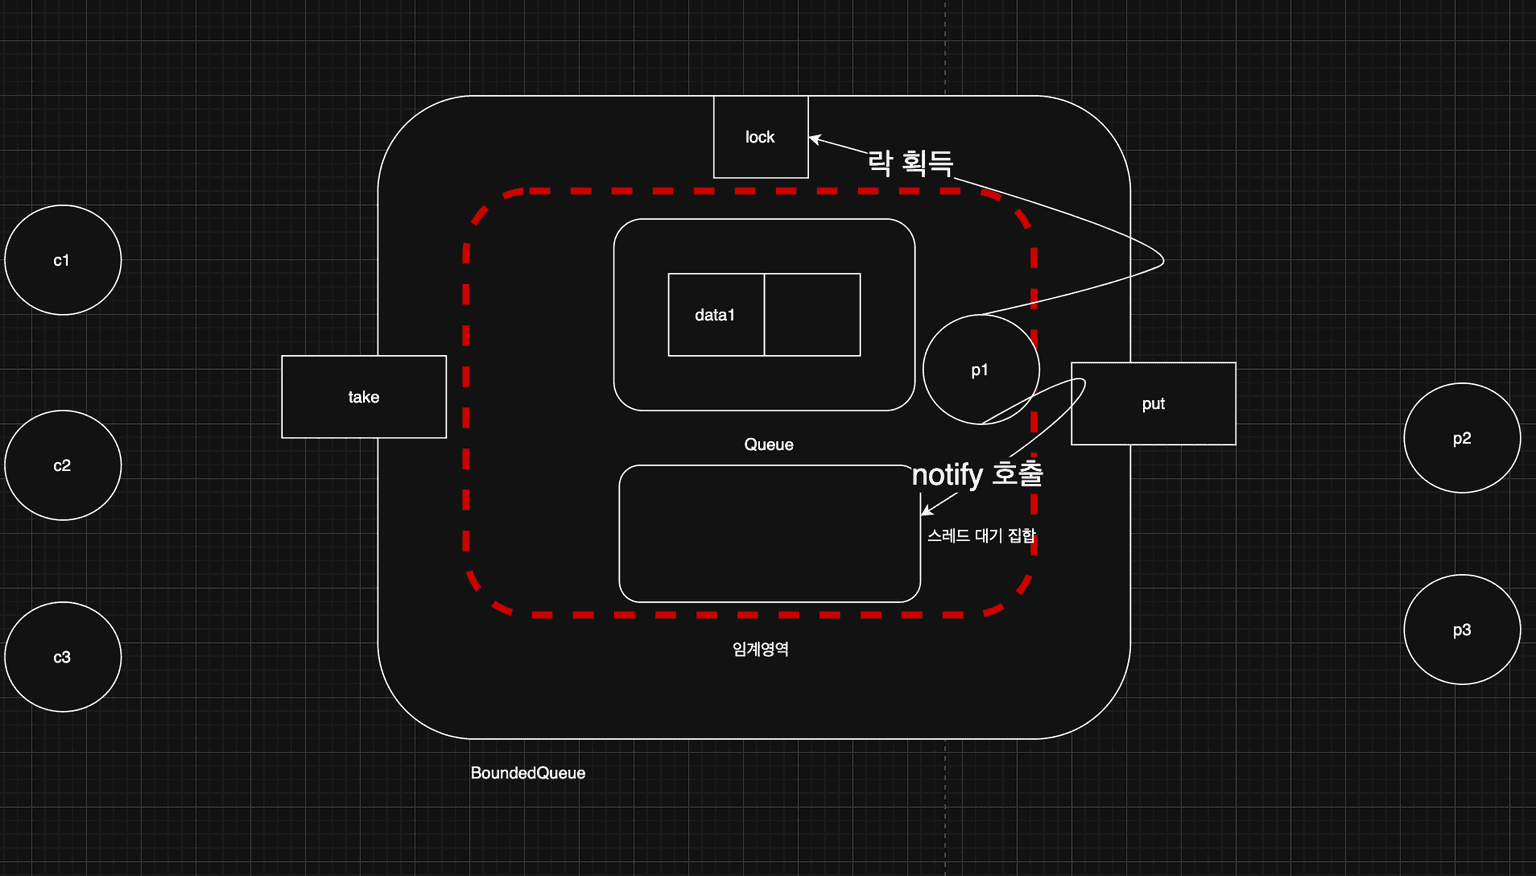 lock
락 획득
c1
data1
p1
take
put
p2
Queue
c2
notify 호출
스레드 대기 집합
p3
임계영역
c3
BoundedQueue